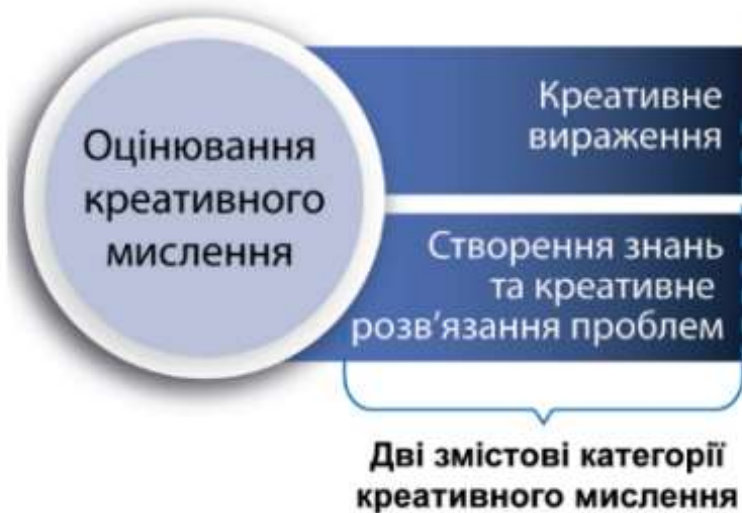 Оцінювання
креативного
мислення
Креативне
вираження
Створення знань
та креативне
розв’язання проблем
Дві змістові категорії
креативного мислення